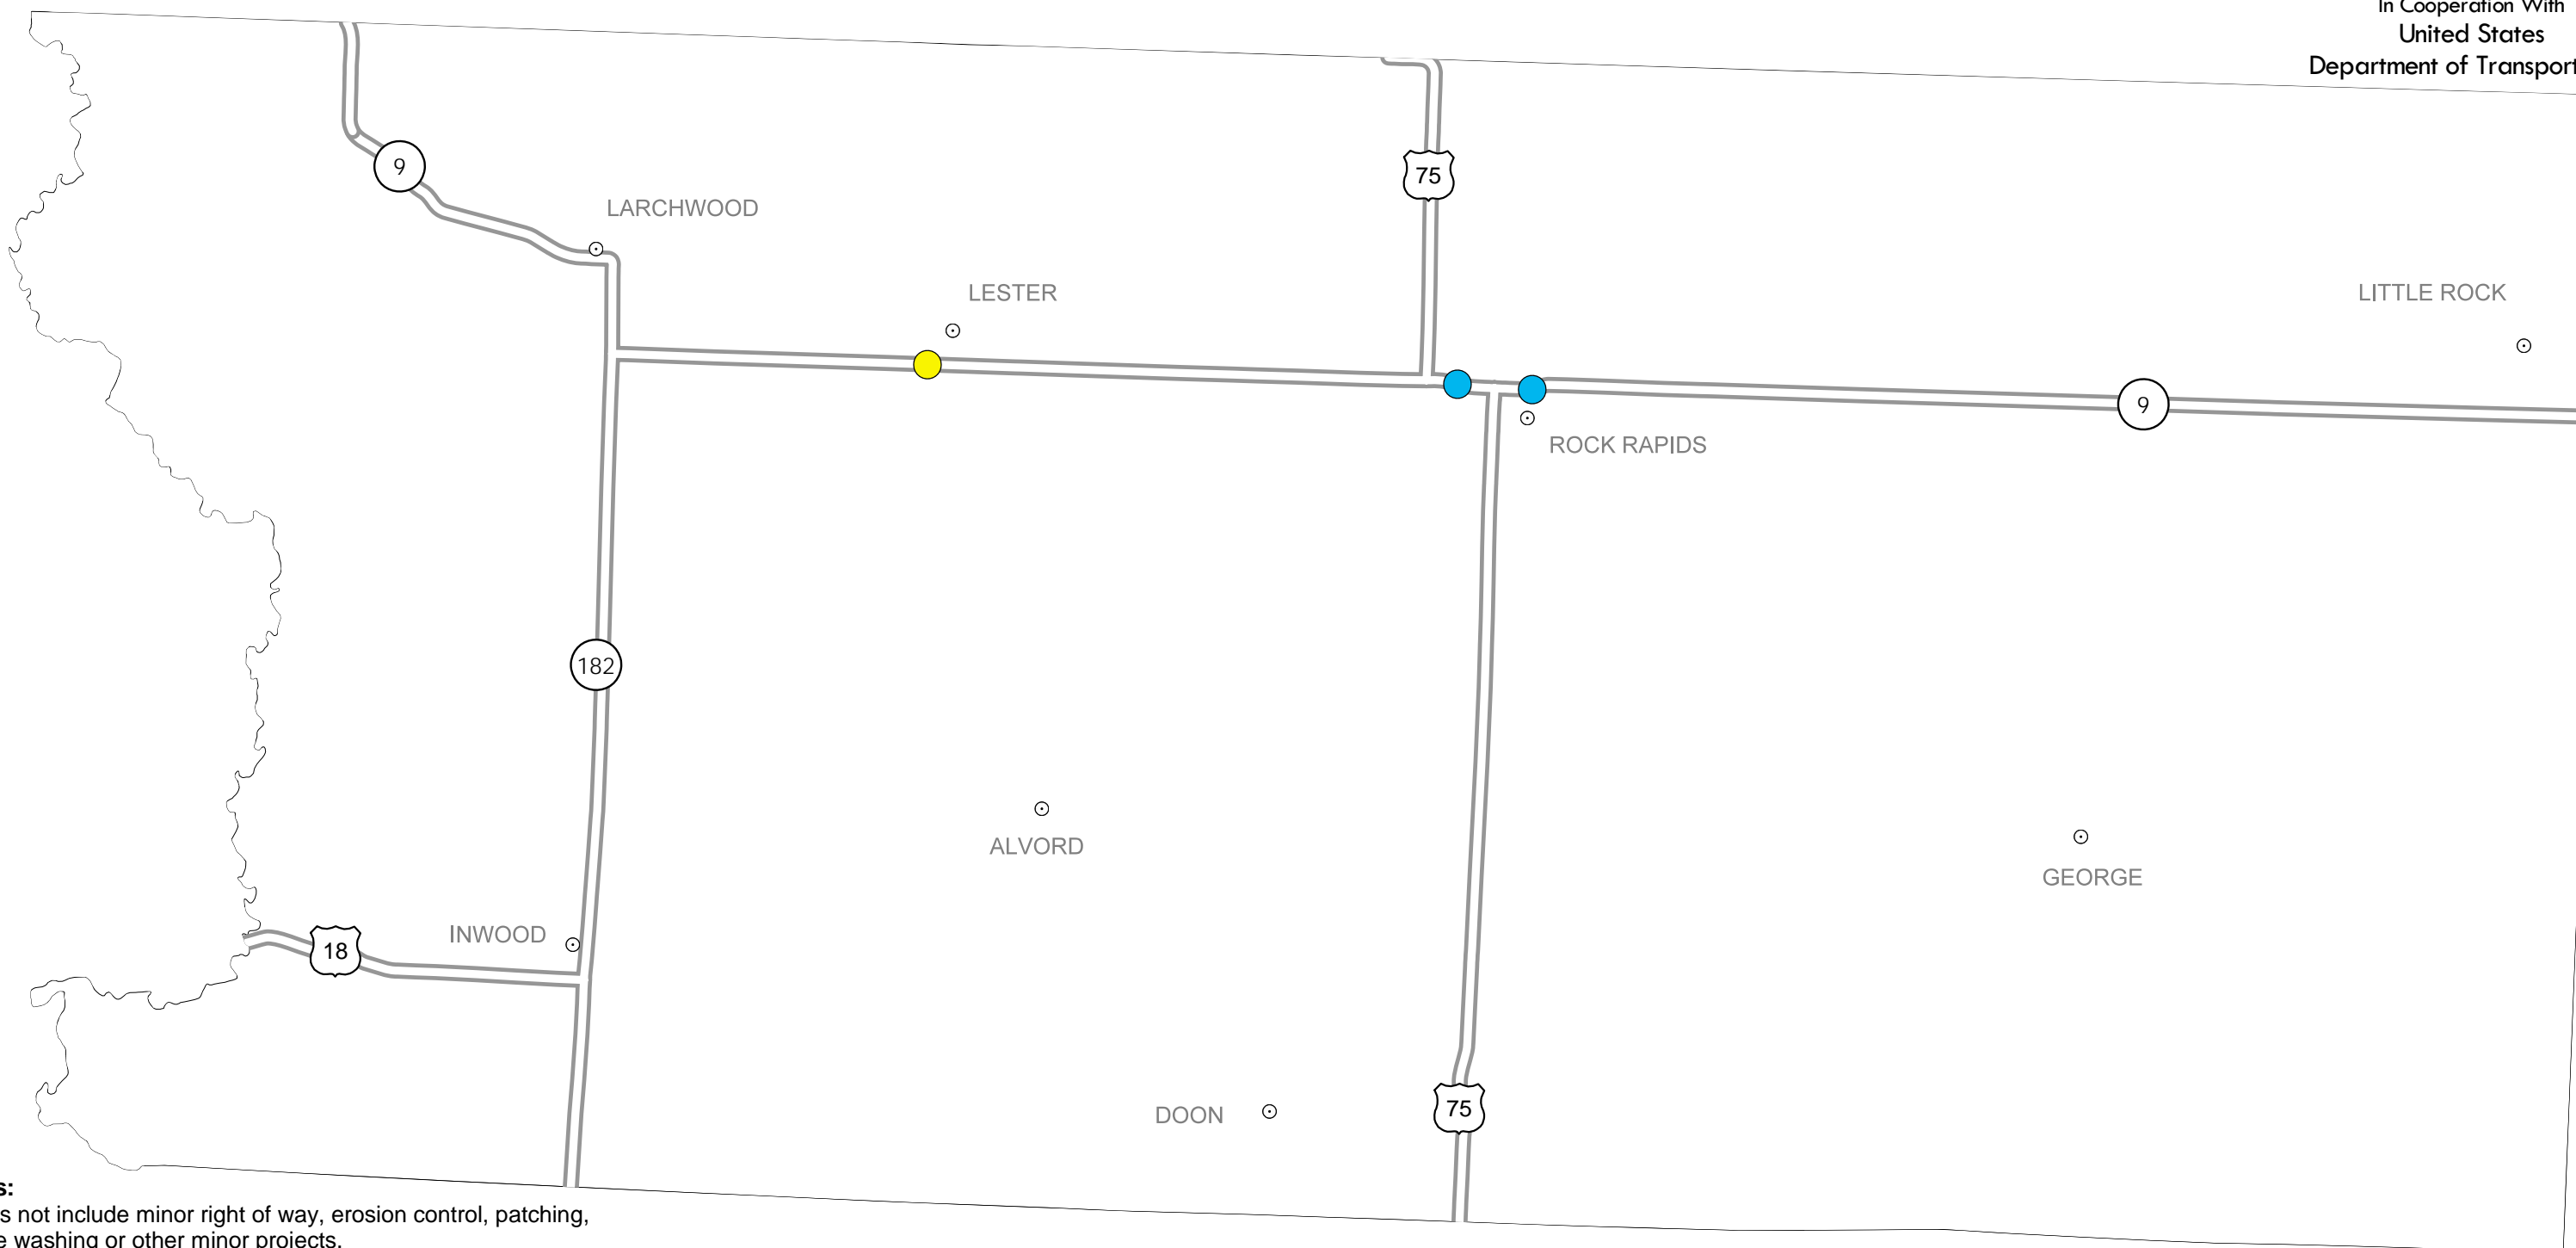 In Cooperation With
United States
Department of Transport
9
75
LARCHWOOD
LESTER
LITTLE ROCK
9
ROCK RAPIDS
182
ALVORD
GEORGE
INWOOD
18
DOON
75
s not include minor right of way, erosion control, patching,
e washing or other minor projects.